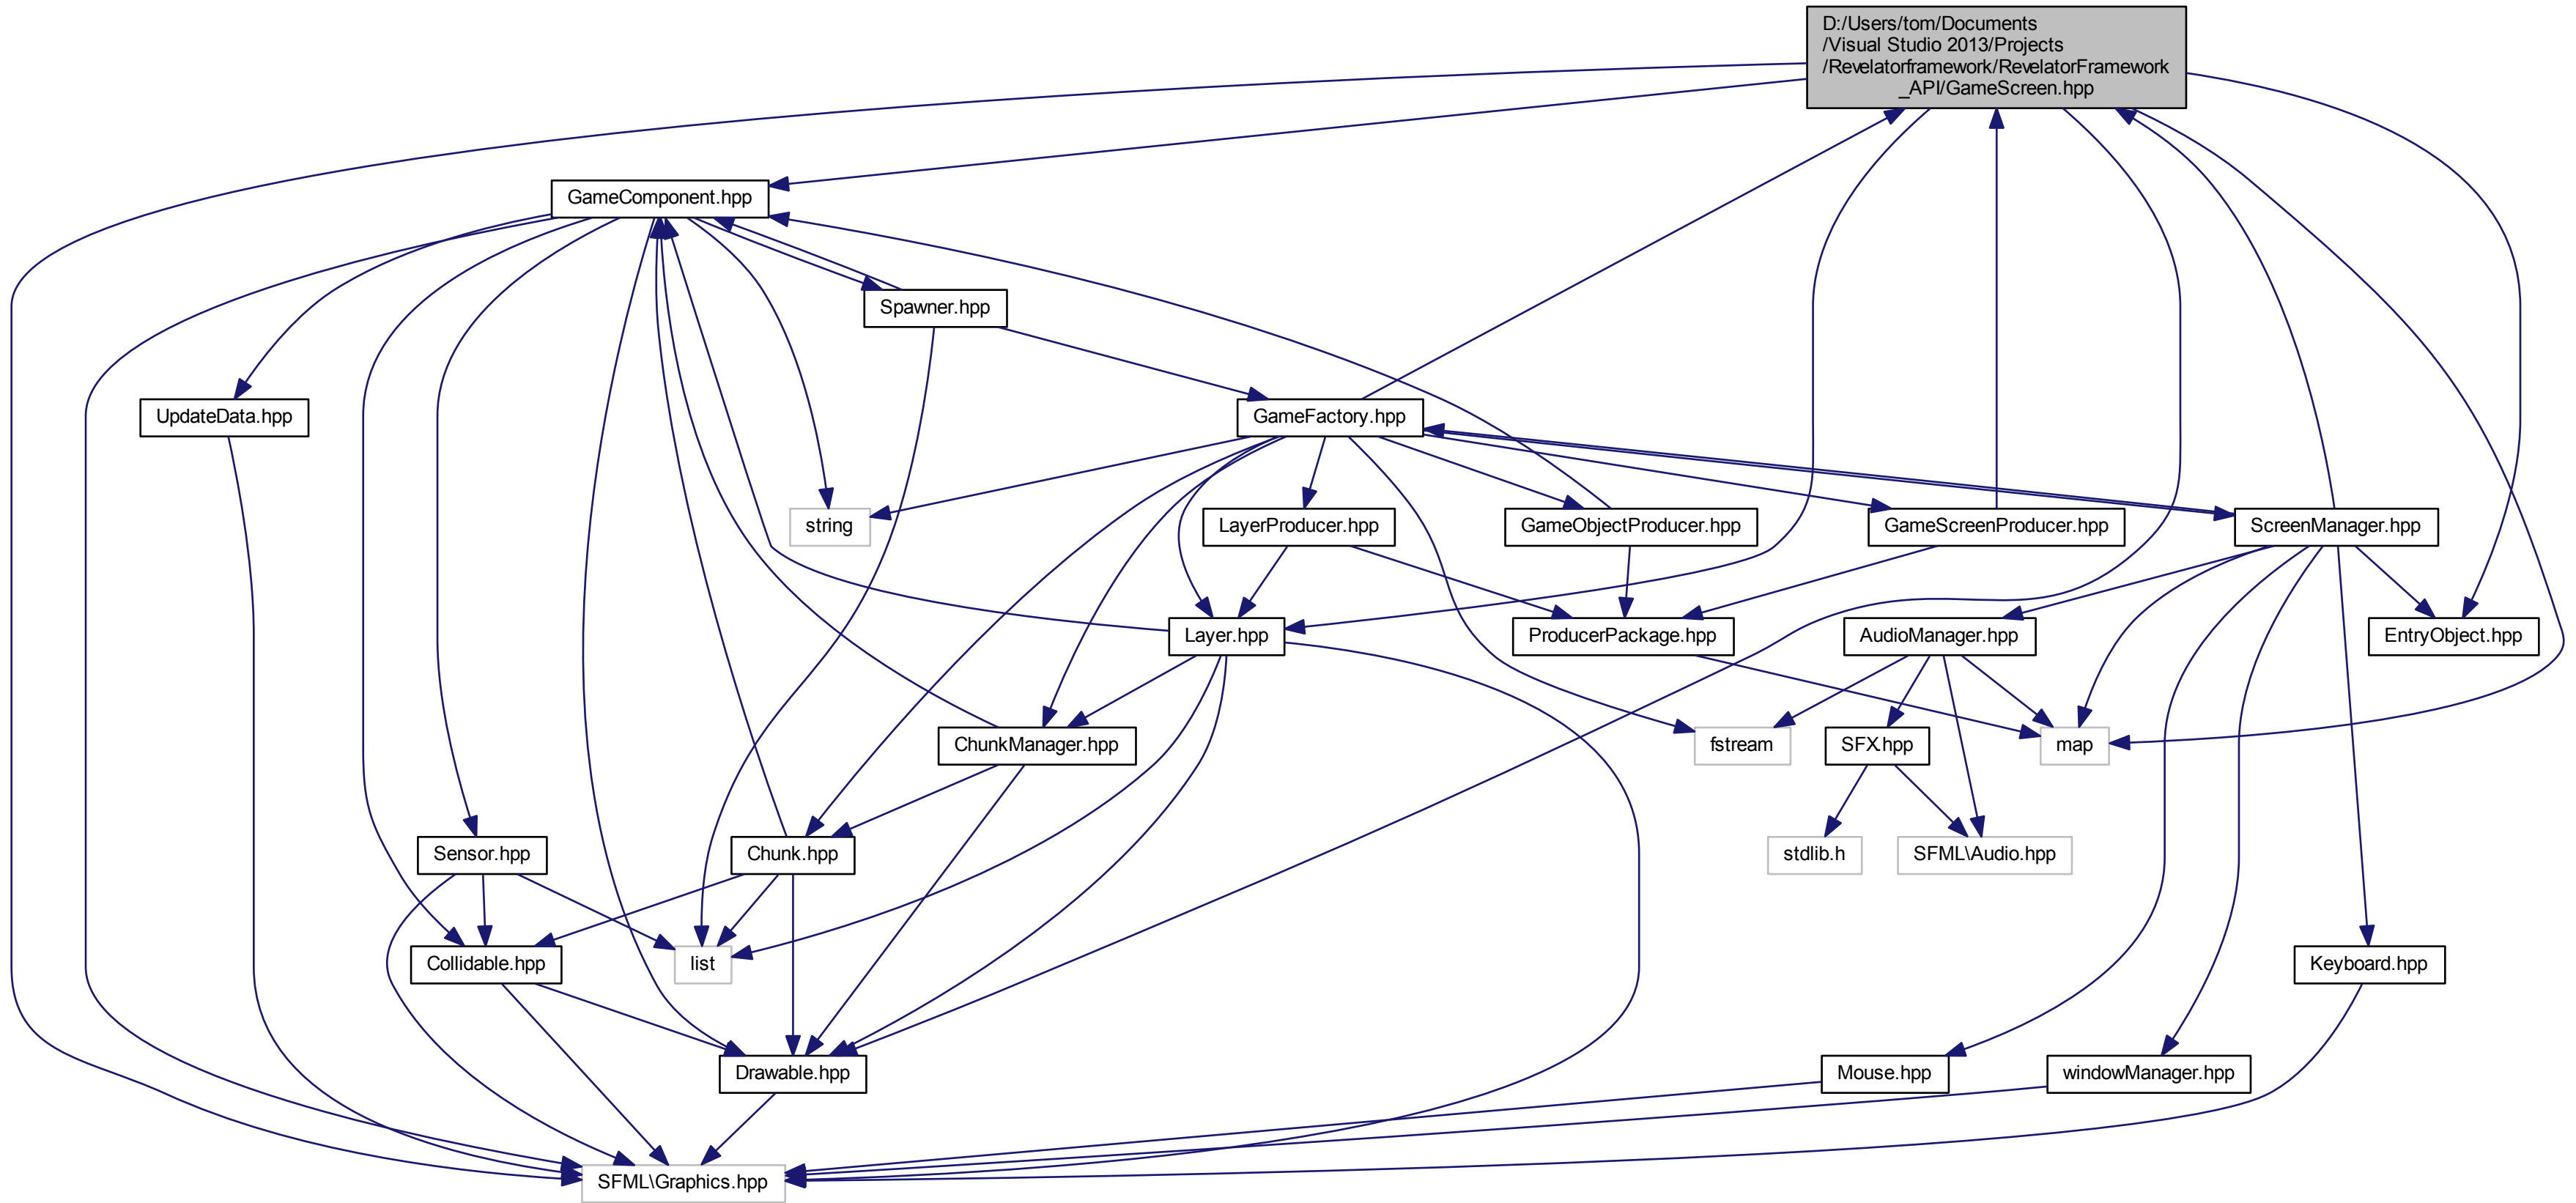 D:/Users/tom/Documents
/Visual Studio 2013/Projects
/Revelatorframework/RevelatorFramework
_API/GameScreen.hpp
GameComponent.hpp
Spawner.hpp
UpdateData.hpp
GameFactory.hpp
string
LayerProducer.hpp
GameObjectProducer.hpp
GameScreenProducer.hpp
ScreenManager.hpp
Layer.hpp
ProducerPackage.hpp
AudioManager.hpp
EntryObject.hpp
ChunkManager.hpp
fstream
SFX.hpp
map
Sensor.hpp
Chunk.hpp
stdlib.h
SFML\Audio.hpp
Collidable.hpp
list
Keyboard.hpp
Drawable.hpp
Mouse.hpp
windowManager.hpp
SFML\Graphics.hpp